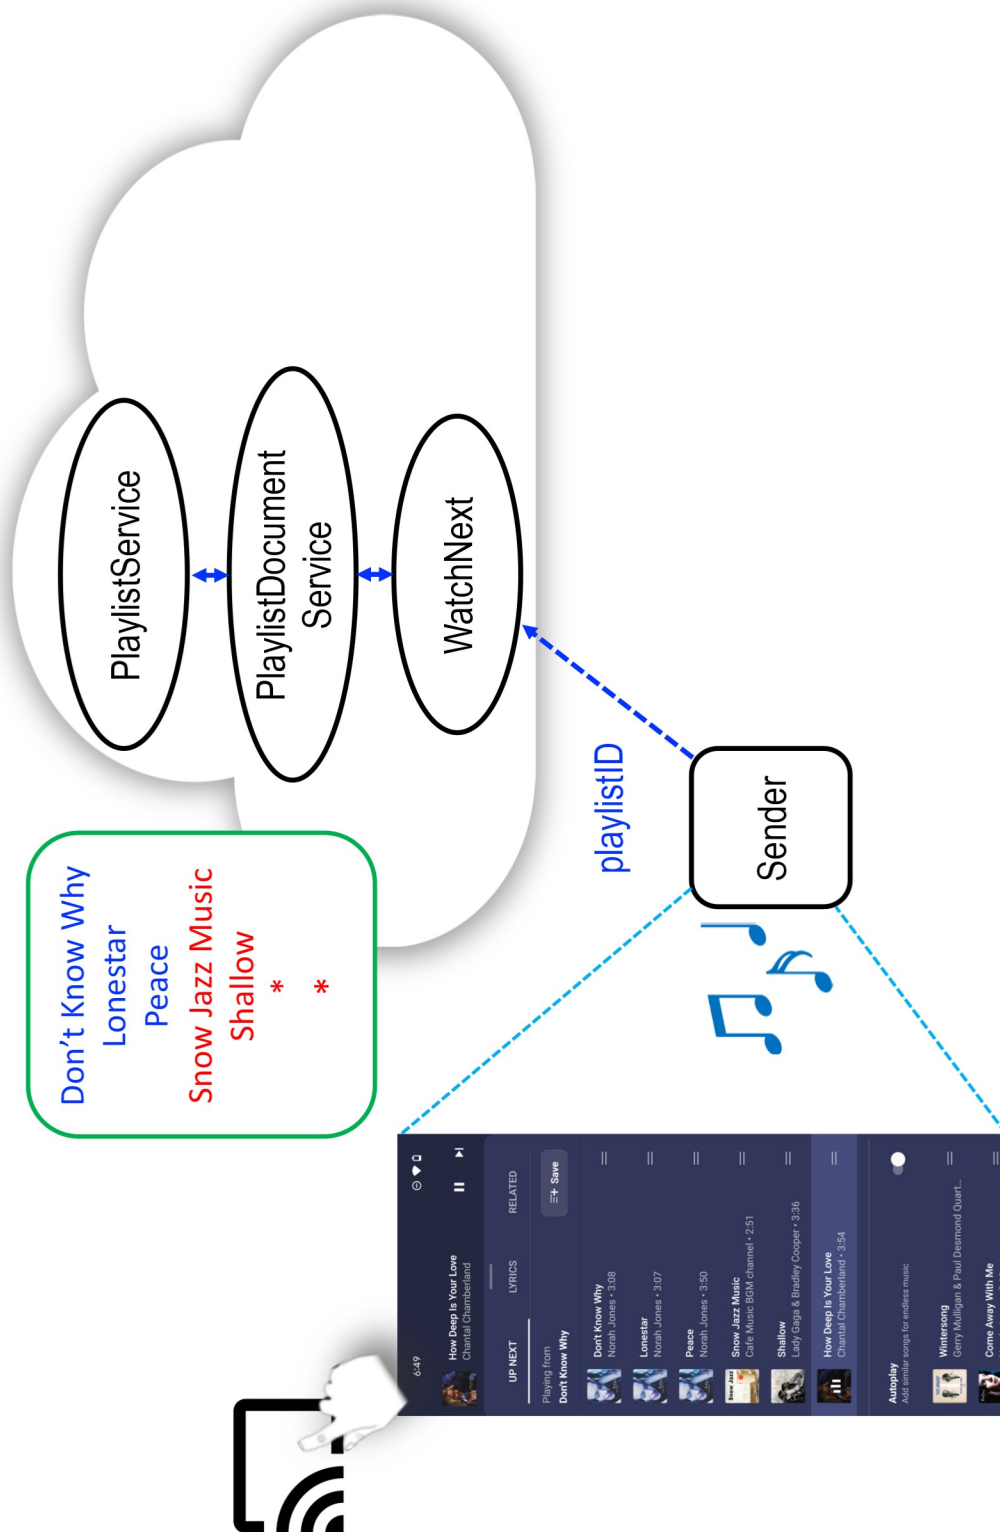 Don't Know Why
Lonestar
Peace
Snow Jazz Music
Shallow
*
*
PlaylistService
PlaylistDocument
Service
WatchNext
playlistID
Sender
6:49
How Deep Is Your Love
Chantal Chamberland
UP NEXT
LYRICS
RELATED
Playing from
Don't Know Why
Save
Don't Know Why
Norah Jones • 3:08
Lonestar
Norah Jones • 3:07
Peace
Norah Jones • 3:50
Snow Jazz
Snow Jazz Music
Cafe Music BGM channel • 2:51
Shallow
Lady Gaga & Bradley Cooper • 3:36
How Deep Is Your Love
Chantal Chamberland • 3:54
Autoplay
Add similar songs for endless music
Wintersong
Gerry Mulligan & Paul Desmond Quart...
Come Away With Me